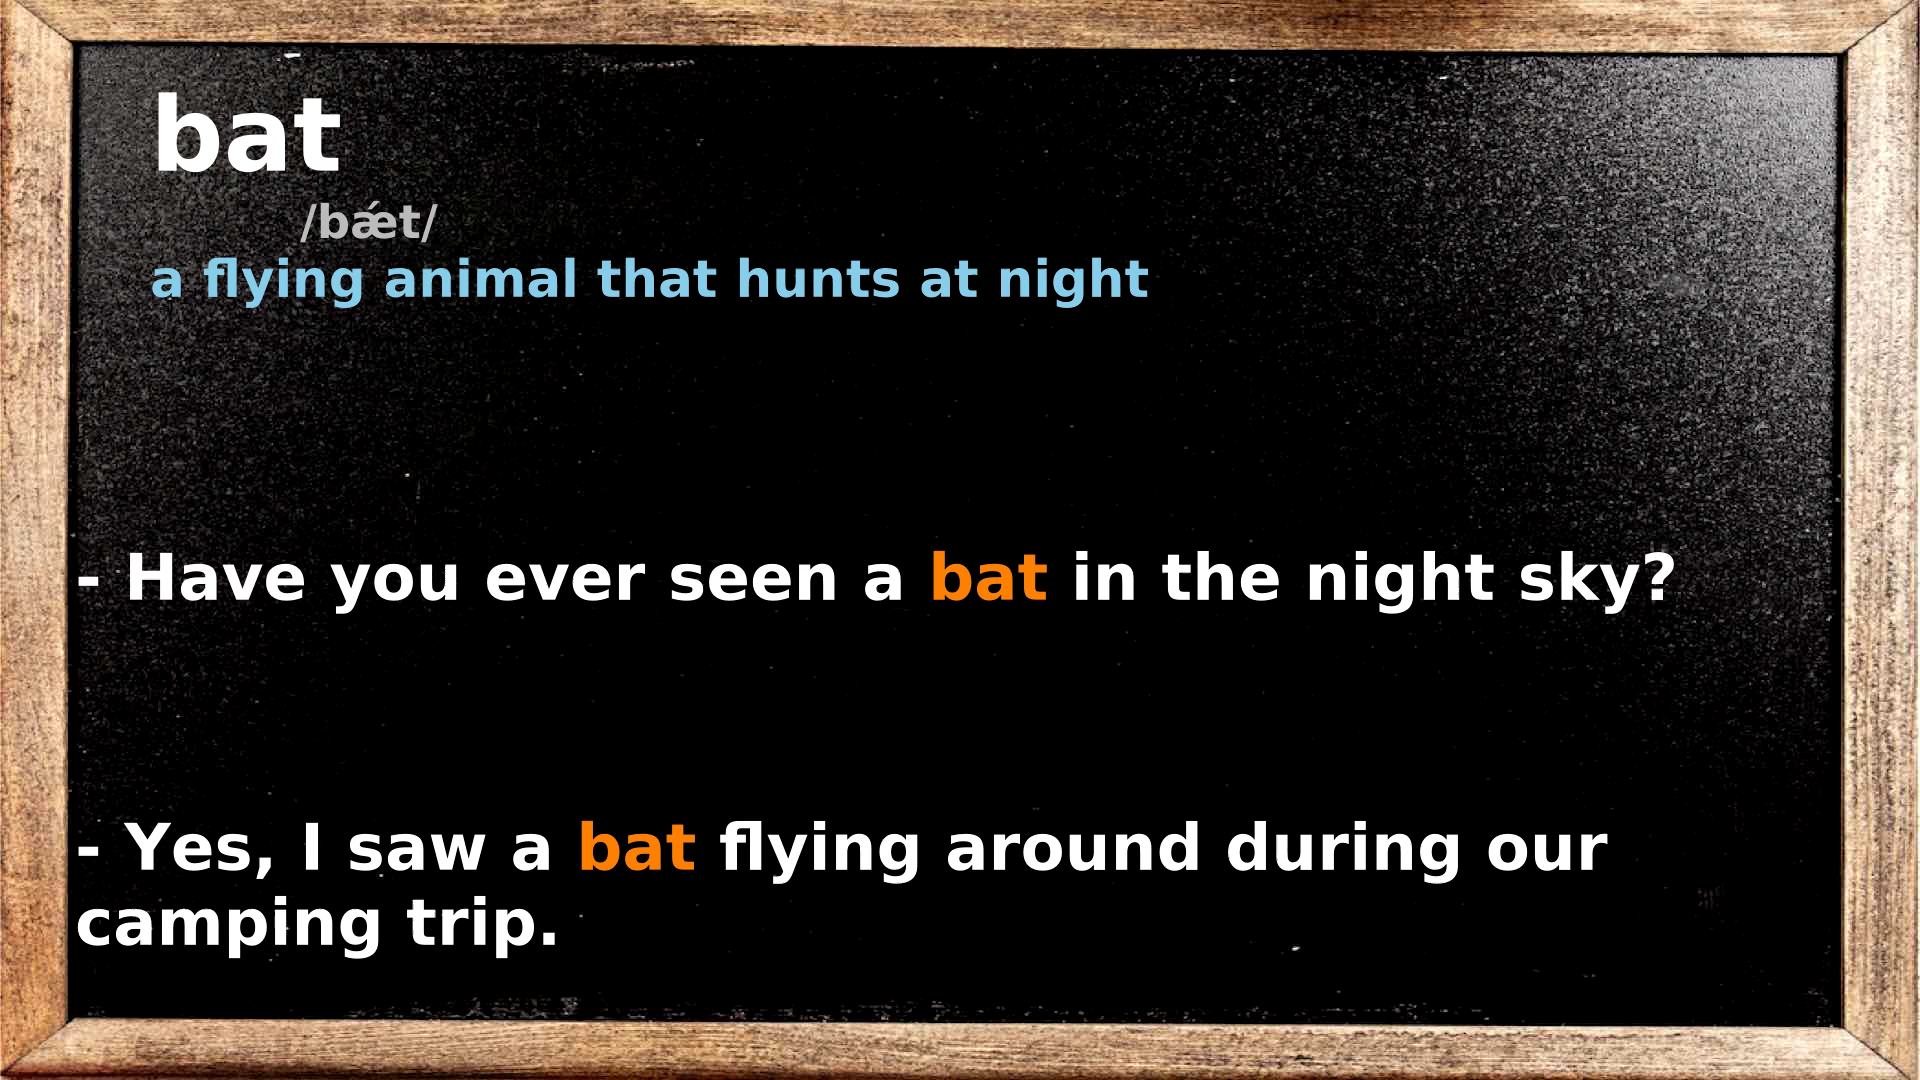 bat
/bǽt/
a flying animal that hunts at night
- Have you ever seen a bat in the night sky?
- Yes, I saw a bat flying around during our
camping trip.